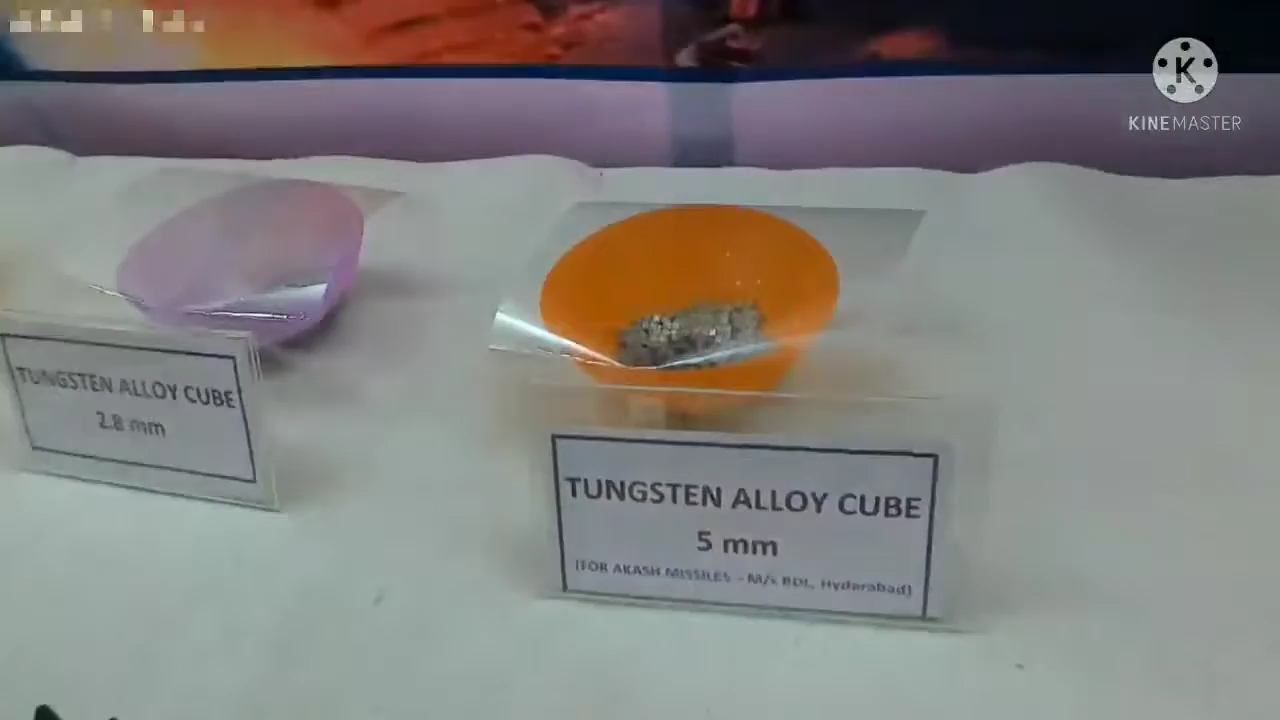 KINEMASTER
TUNGSTEN ALLOY CUBE
2.8 mm
TUNGSTEN ALLOY CUBE
5 mm
(FOR AKASH MISSILES - M/s BDL, Hyderabad)